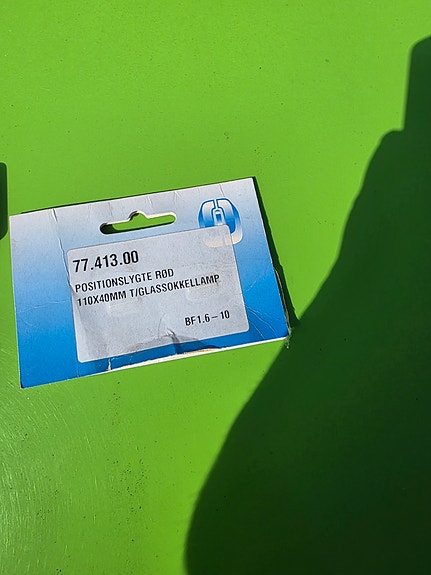 77.413.00
POSITIONSLYGTE RØD
110X40MM T/GLASSOKKELLAMP
BF1.6-10